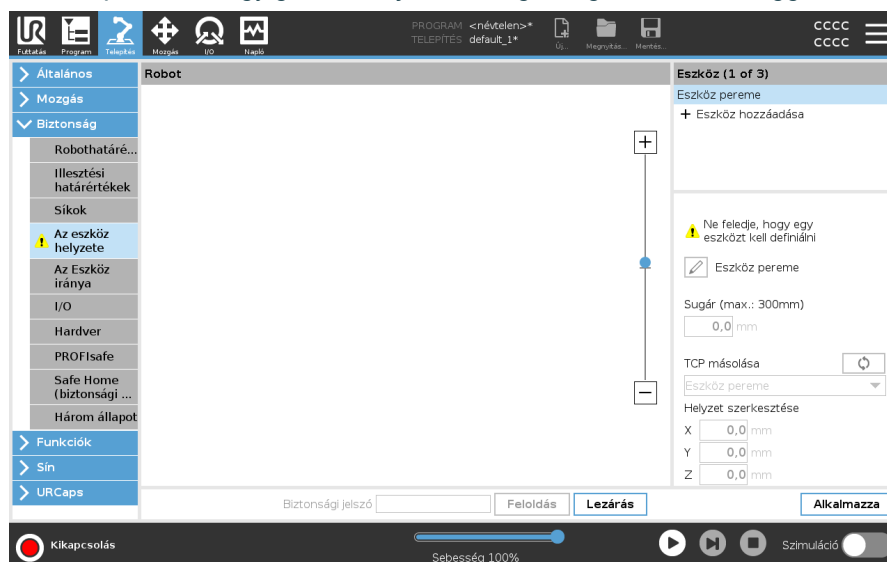 PROGRAM <névtelen>*
TELEPÍTÉS default_1*
Futtatás Program Telepítés Mozgás I/O Napló
Új... Megnyitás... Mentés...
cccc
cccc
Általános
Mozgás
Biztonság
Robothatáré...
Illesztési
határértékek
Síkok
Az eszköz
helyzete
Az Eszköz
iránya
I/O
Hardver
PROFIsafe
Safe Home
(biztonsági ...
Három állapot
Funkciók
Sín
URCaps
Robot
Eszköz (1 of 3)
Eszköz pereme
+ Eszköz hozzáadása
Ne feledje, hogy egy
eszközt kell definiálni
Eszköz pereme
Sugár (max.: 300mm)
0,0 mm
TCP másolása
Eszköz pereme
Helyzet szerkesztése
X 0,0 mm
Y 0,0 mm
Z 0,0 mm
Biztonsági jelszó Feloldás Lezárás Alkalmazza
Kikapcsolás
Sebesség 100%
Szimuláció